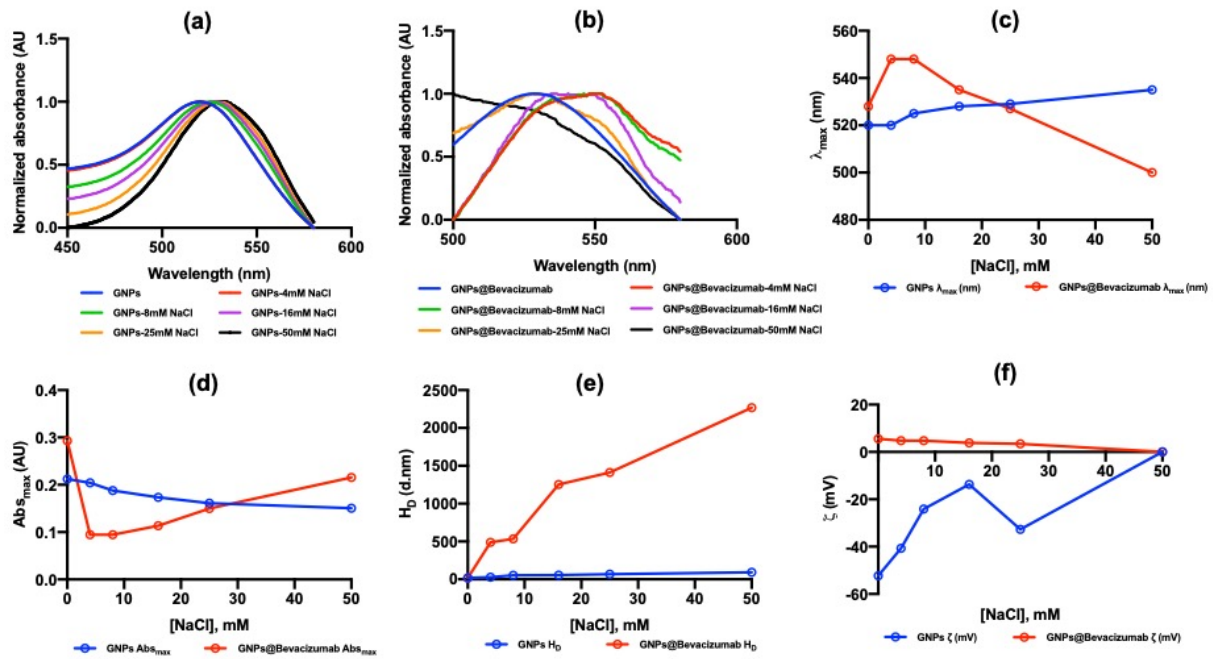 (a)
Normalized absorbance (AU
1.5
1.0
0.5
0.0
450
500
550
600
Wavelength (nm)
GNPs
GNPs-4mM NaCl
GNPs-8mM NaCl
GNPs-16mM NaCl
GNPs-25mM NaCl
GNPs-50mM NaCl
(b)
Normalized absorbance (AU
1.5
1.0
0.5
0.0
500
550
600
Wavelength (nm)
GNPs@Bevacizumab
GNPs@Bevacizumab-4mM NaCl
GNPs@Bevacizumab-8mM NaCl
GNPs@Bevacizumab-16mM NaCl
GNPs@Bevacizumab-25mM NaCl
GNPs@Bevacizumab-50mM NaCl
(c)
λmax (nm)
560
540
520
500
480
0
10
20
30
40
50
[NaCl], mM
GNPs λmax (nm)
GNPs@Bevacizumab λmax (nm)
(d)
Absmax (AU)
0.4
0.3
0.2
0.1
0.0
0
10
20
30
40
50
[NaCl], mM
GNPs Absmax
GNPs@Bevacizumab Absmax
(e)
HD (d.nm)
2500
2000
1500
1000
500
0
0
10
20
30
40
50
[NaCl], mM
GNPs HD
GNPs@Bevacizumab HD
(f)
ζ (mV)
20
0
-20
-40
-60
10
20
30
40
50
[NaCl], mM
GNPs ζ (mV)
GNPs@Bevacizumab ζ (mV)